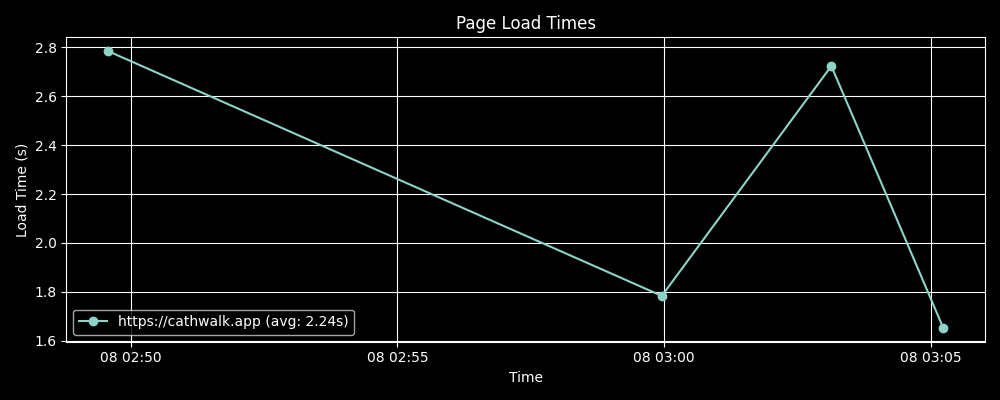 Page Load Times
Load Time (s)
2.8
2.6
2.4
2.2
2.0
1.8
1.6
https://cathwalk.app (avg: 2.24s)
08 02:50
08 02:55
08 03:00
08 03:05
Time